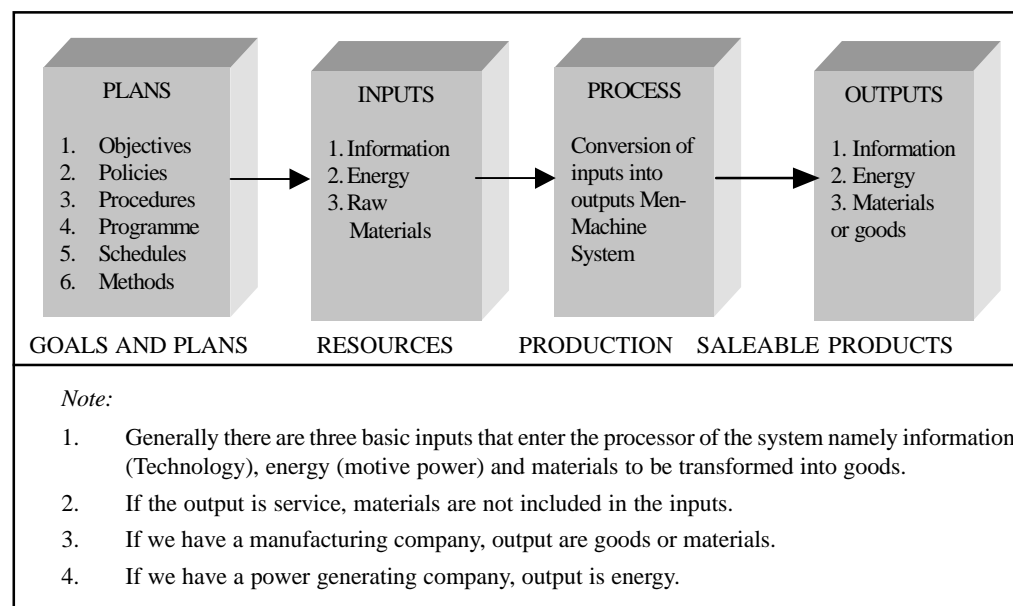 PLANS
1. Objectives
2. Policies
3. Procedures
4. Programme
5. Schedules
6. Methods
INPUTS
1. Information
2. Energy
3. Raw
Materials
PROCESS
Conversion of
inputs into
outputs Men-
Machine
System
OUTPUTS
1. Information
2. Energy
3. Materials
or goods
GOALS AND PLANS
RESOURCES
PRODUCTION
SALEABLE PRODUCTS
Note:
1. Generally there are three basic inputs that enter the processor of the system namely information
(Technology), energy (motive power) and materials to be transformed into goods.
2. If the output is service, materials are not included in the inputs.
3. If we have a manufacturing company, output are goods or materials.
4. If we have a power generating company, output is energy.